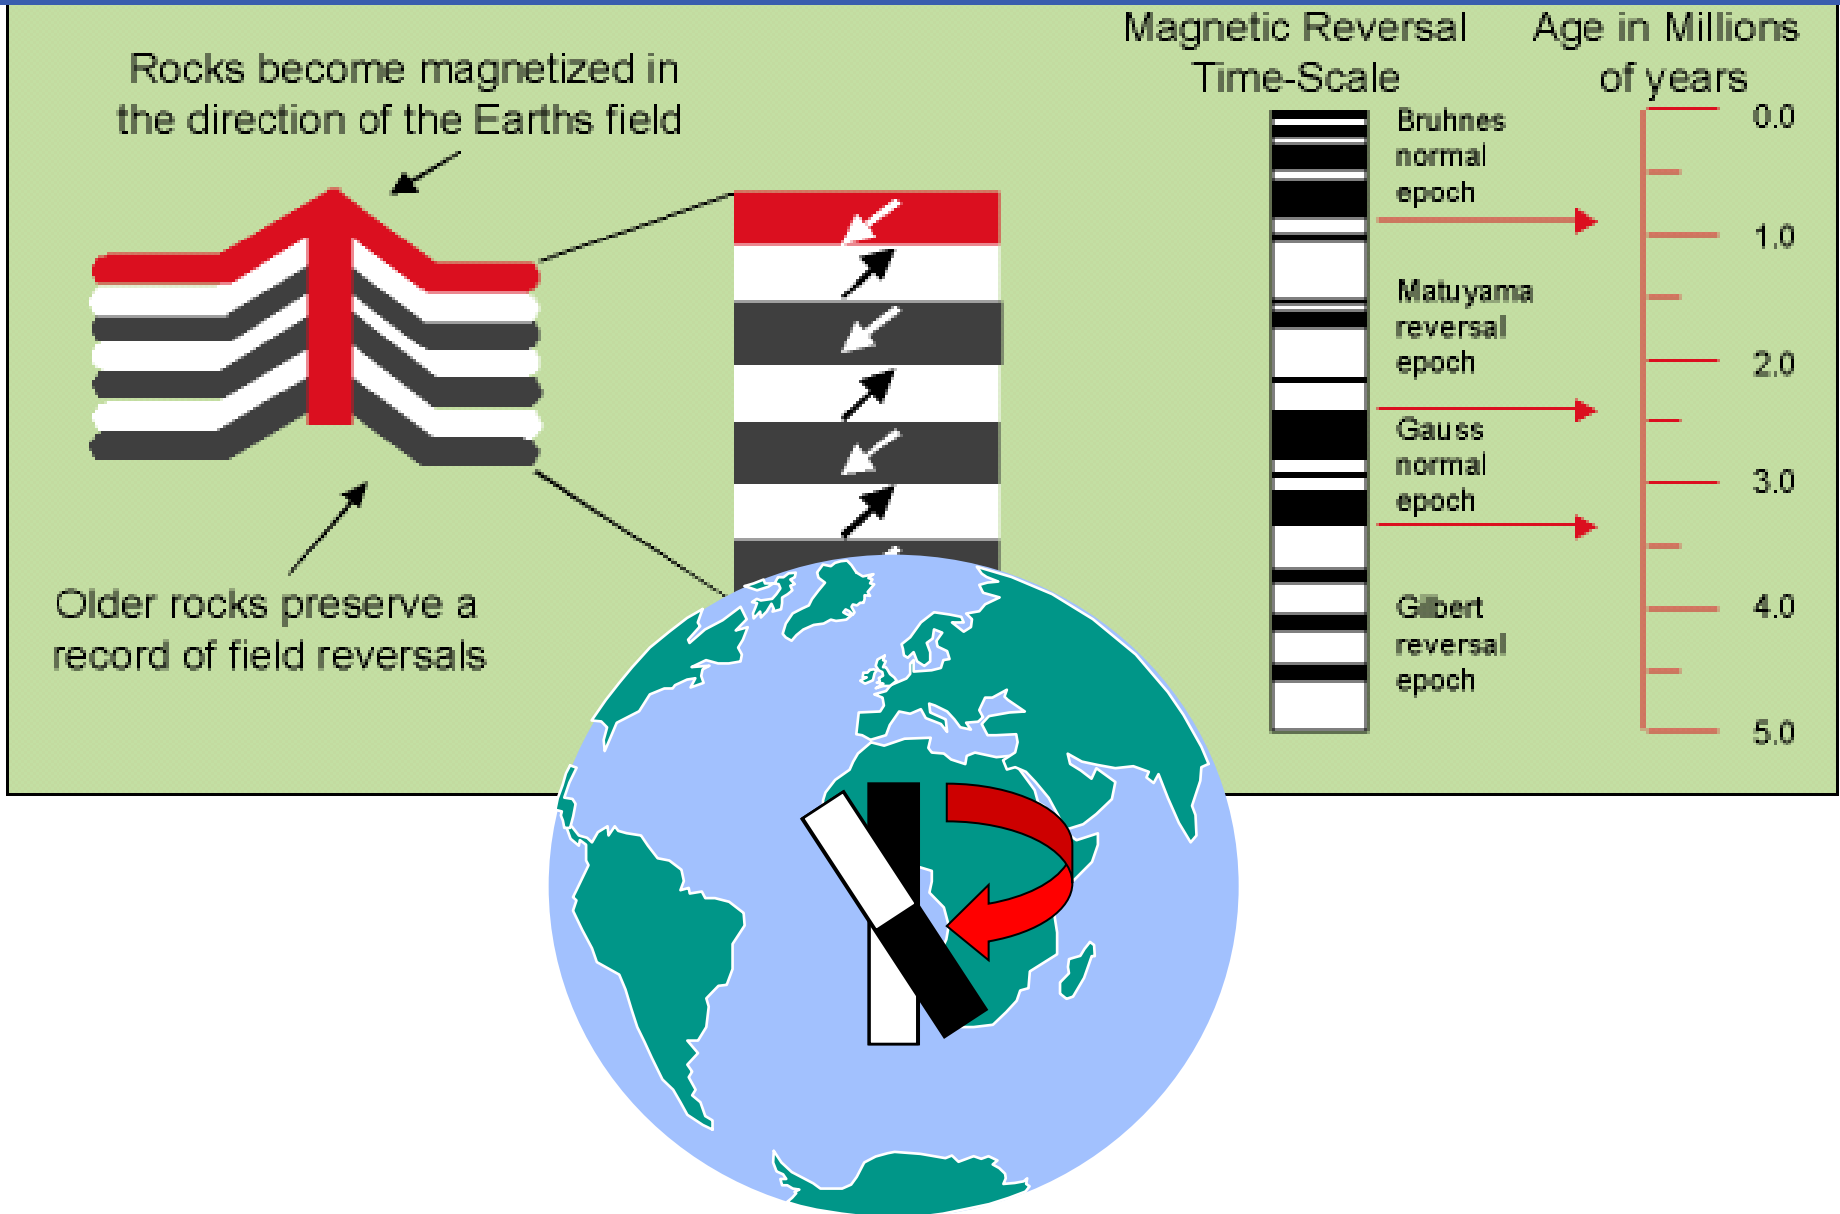 Rocks become magnetized in
the direction of the Earths field
Older rocks preserve a
record of field reversals
Magnetic Reversal
Time-Scale
Bruhnes
normal
epoch
Matuyama
reversal
epoch
Gauss
normal
epoch
Gilbert
reversal
epoch
Age in Millions
of years
0.0
1.0
2.0
3.0
4.0
5.0